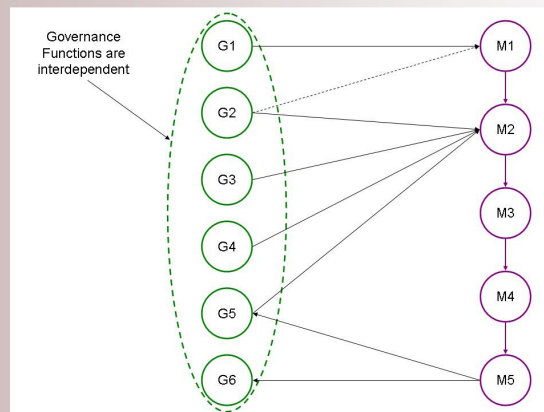 Governance
Functions are
interdependent
G1
G2
G3
G4
G5
G6
M1
M2
M3
M4
M5